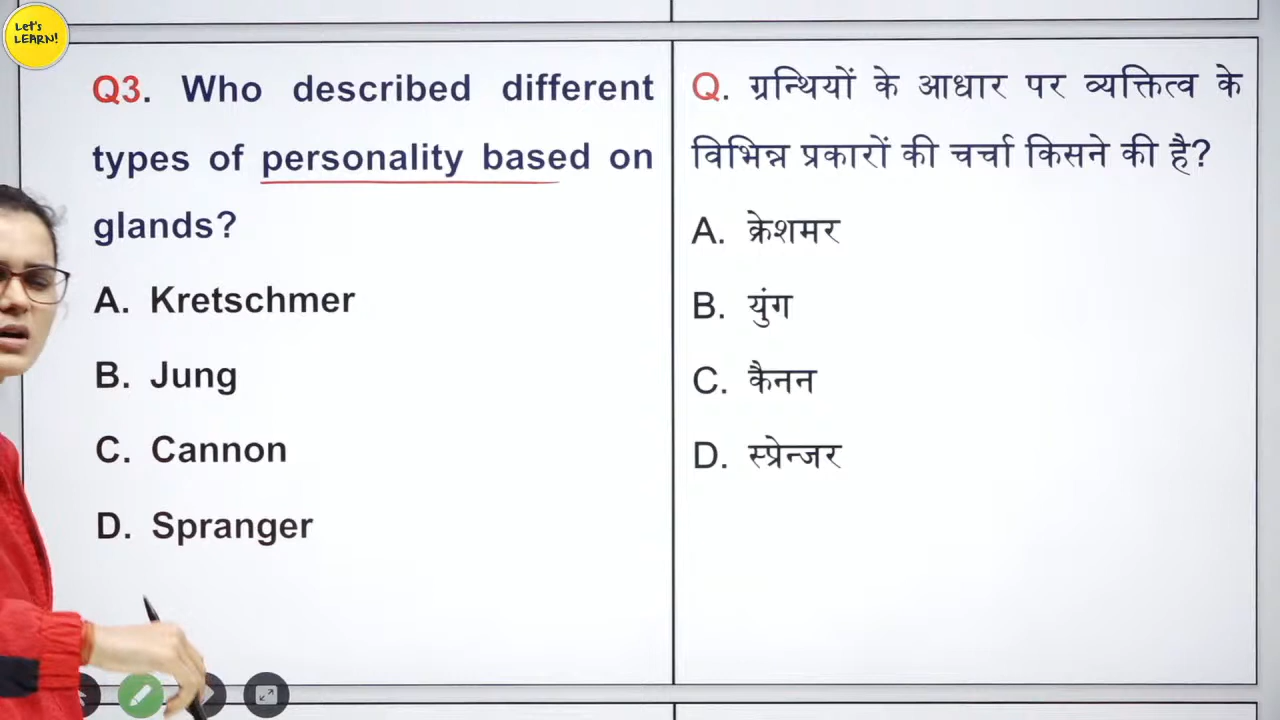 Let's
LEARN!
Q3. Who described different
types of personality based on
glands?
A. Kretschmer
B. Jung
C. Cannon
D. Spranger
Q. ग्रन्थियों के आधार पर व्यक्तित्व के
विभिन्न प्रकारों की चर्चा किसने की है?
A. क्रेशमर
B. युंग
C. कैनन
D. स्प्रेन्जर